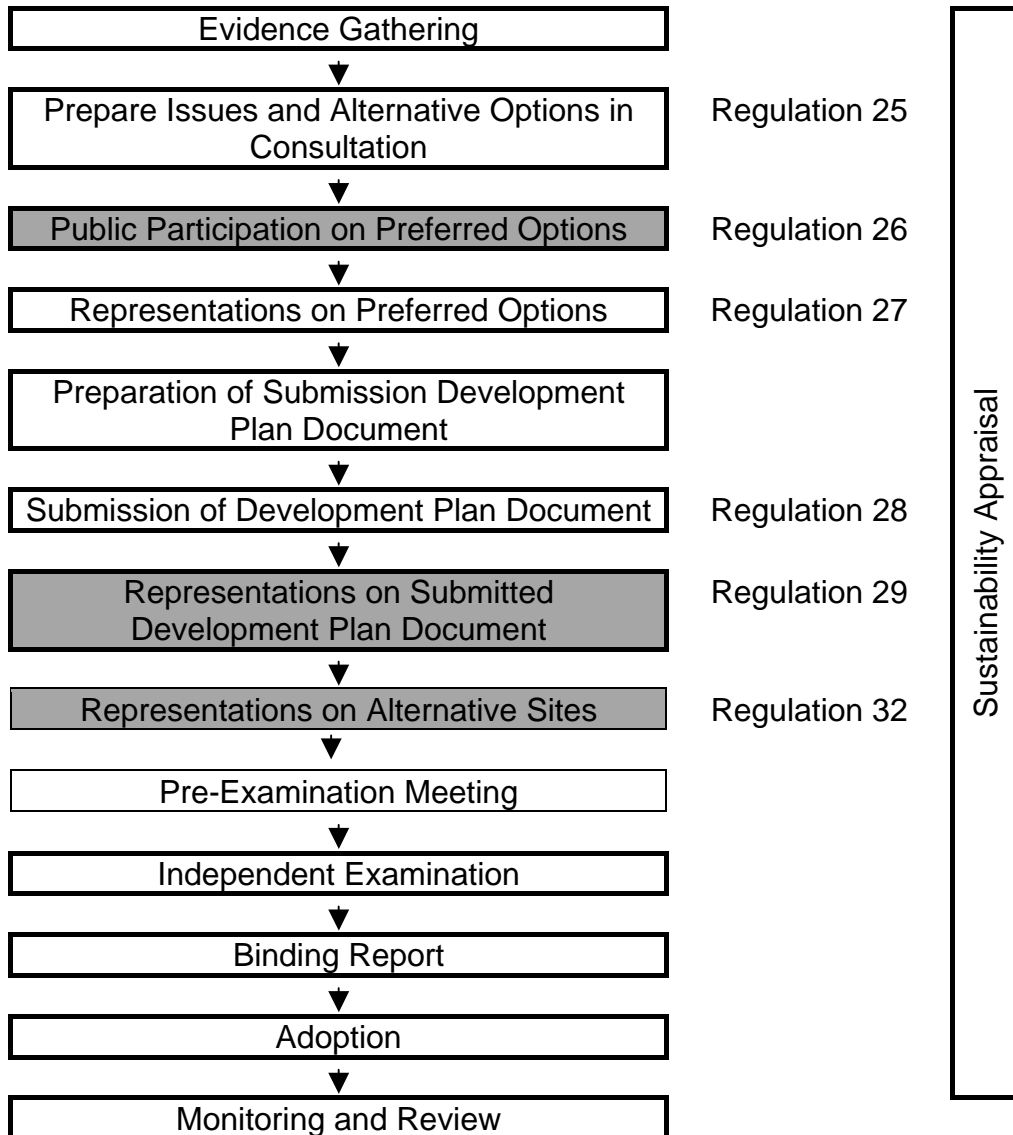 Evidence Gathering
Prepare Issues and Alternative Options in
Consultation
Regulation 25
Public Participation on Preferred Options
Regulation 26
Representations on Preferred Options
Regulation 27
Preparation of Submission Development
Plan Document
Submission of Development Plan Document
Regulation 28
Representations on Submitted
Development Plan Document
Regulation 29
Representations on Alternative Sites
Regulation 32
Pre-Examination Meeting
Independent Examination
Binding Report
Adoption
Monitoring and Review
Sustainability Appraisal